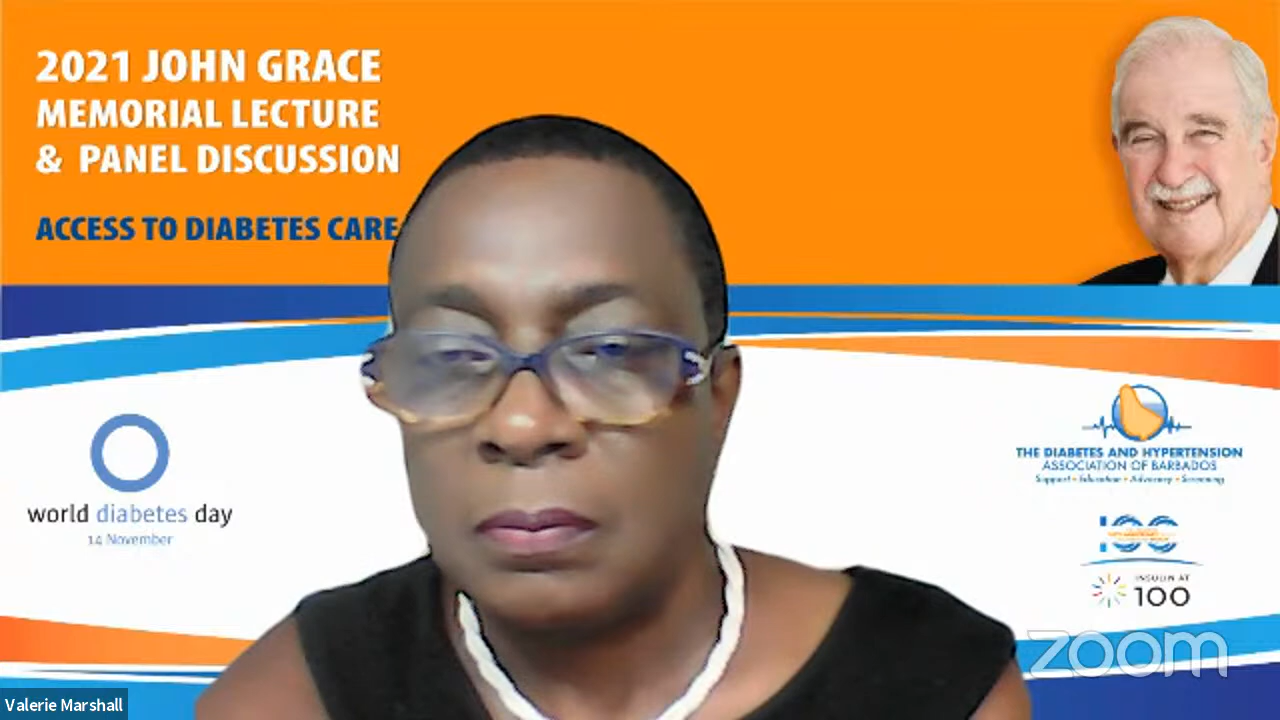 2021 JOHN GRACE
MEMORIAL LECTURE
& PANEL DISCUSSION
ACCESS TO DIABETES CARE
world diabetes day
14 November
THE DIABETES AND HYPERTENSION
ASSOCIATION OF BARBADOS
Support • Education • Advocacy • Screening
100
INSULIN AT
100
zoom
Valerie Marshall